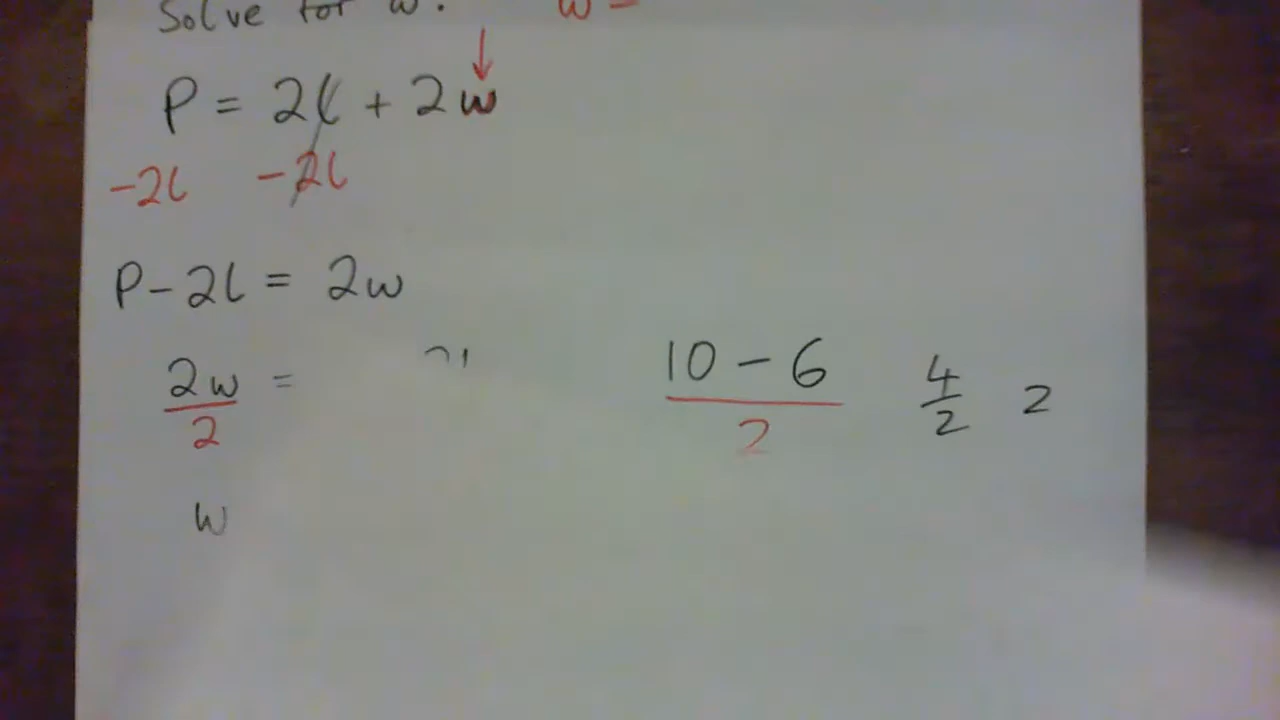 Solve for w. w =
P = 2l + 2w
-2l -2l
P - 2l = 2w
2w =
2
10 - 6
2
4
2
2
w